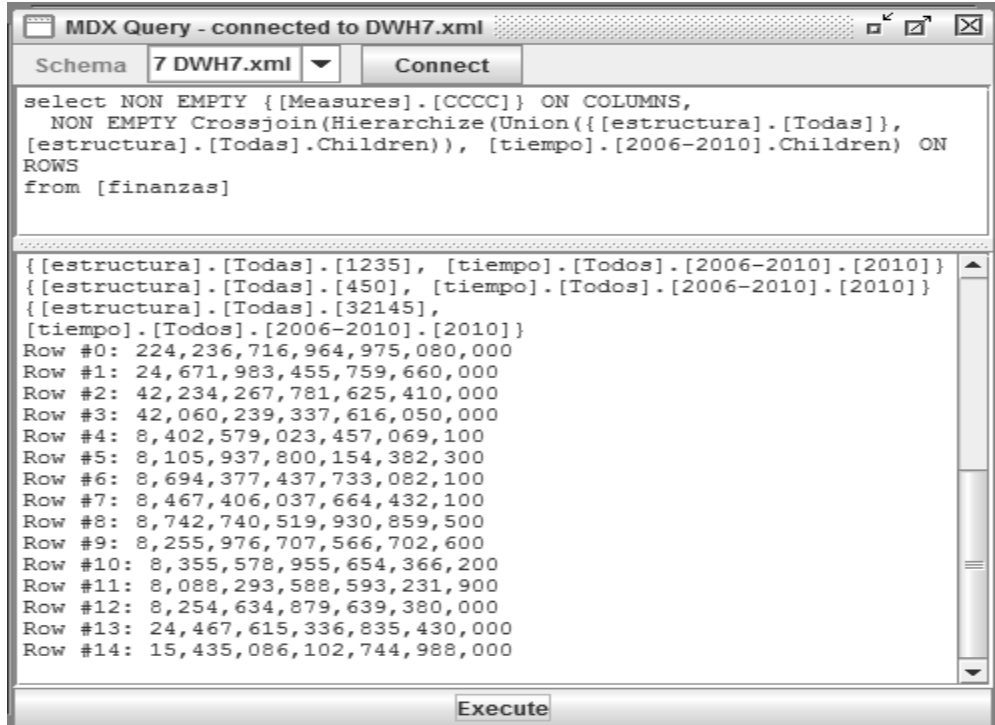 MDX Query - connected to DWH7.xml
Schema 7 DWH7.xml Connect
select NON EMPTY {[Measures].[CCCC]} ON COLUMNS,
  NON EMPTY Crossjoin(Hierarchize(Union({[estructura].[Todas]},
[estructura].[Todas].Children)), [tiempo].[2006-2010].Children) ON
ROWS
from [finanzas]
{[estructura].[Todas].[1235], [tiempo].[Todos].[2006-2010].[2010]}
{[estructura].[Todas].[450], [tiempo].[Todos].[2006-2010].[2010]}
{[estructura].[Todas].[32145],
[tiempo].[Todos].[2006-2010].[2010]}
Row #0: 224,236,716,964,975,080,000
Row #1: 24,671,983,455,759,660,000
Row #2: 42,234,267,781,625,410,000
Row #3: 42,060,239,337,616,050,000
Row #4: 8,402,579,023,457,069,100
Row #5: 8,105,937,800,154,382,300
Row #6: 8,694,377,437,733,082,100
Row #7: 8,467,406,037,664,432,100
Row #8: 8,742,740,519,930,859,500
Row #9: 8,255,976,707,566,702,600
Row #10: 8,355,578,955,654,366,200
Row #11: 8,088,293,588,593,231,900
Row #12: 8,254,634,879,639,380,000
Row #13: 24,467,615,336,835,430,000
Row #14: 15,435,086,102,744,988,000
Execute